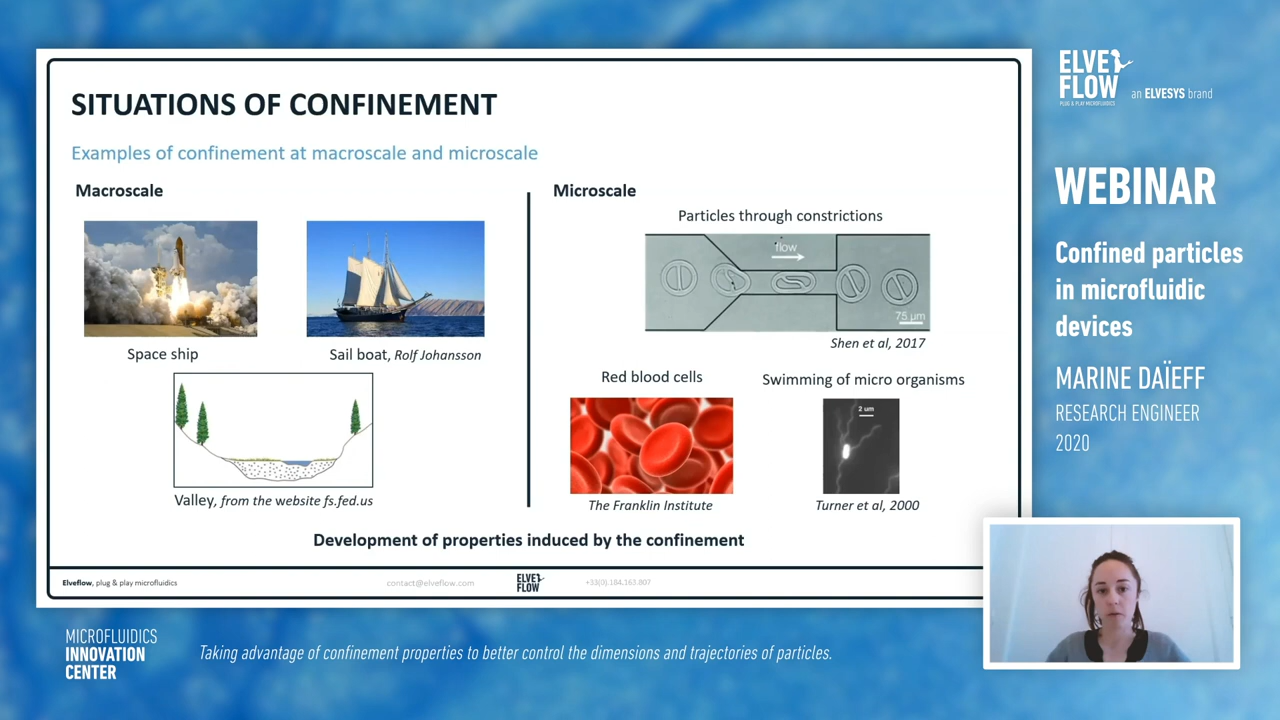 SITUATIONS OF CONFINEMENT
Examples of confinement at macroscale and microscale
Macroscale
Space ship
Sail boat, Rolf Johansson
Valley, from the website fs.fed.us
Microscale
Particles through constrictions
flow
75 µm
Shen et al, 2017
Red blood cells
The Franklin Institute
Swimming of micro organisms
2 um
Turner et al, 2000
Development of properties induced by the confinement
Elveflow, plug & play microfluidics
contact@elveflow.com
ELVE
FLOW
+33(0).184.163.807
ELVE
FLOW
PLUG & PLAY MICROFLUIDICS
an ELVESYS brand
WEBINAR
Confined particles
in microfluidic
devices
MARINE DAÏEFF
RESEARCH ENGINEER
2020
MICROFLUIDICS
INNOVATION
CENTER
Taking advantage of confinement properties to better control the dimensions and trajectories of particles.